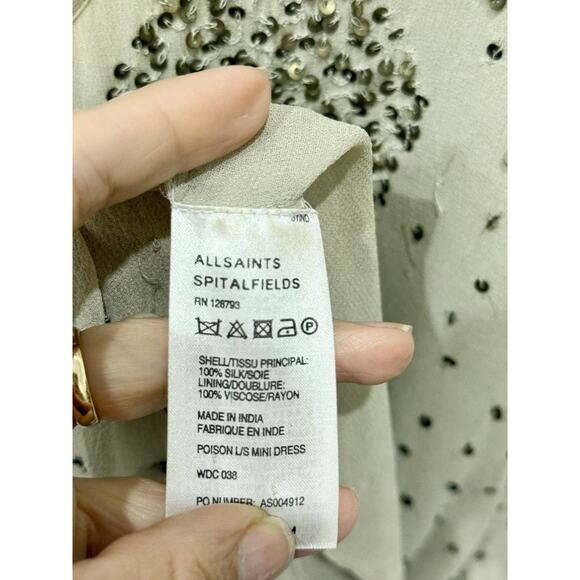 ALLSAINTS
SPITALFIELDS
RN 126793
P
SHELL/TISSU PRINCIPAL:
100% SILK/SOIE
LINING/DOUBLURE:
100% VISCOSE/RAYON
MADE IN INDIA
FABRIQUE EN INDE
POISON L/S MINI DRESS
WDC 038
PO NUMBER: AS004912